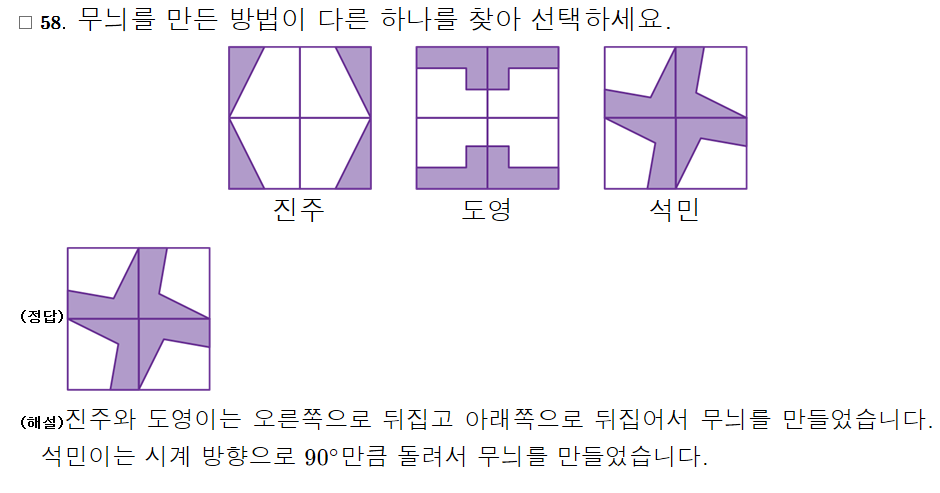 □ 58. 무늬를 만든 방법이 다른 하나를 찾아 선택하세요.
진주 도영 석민
(정답)
(해설)진주와 도영이는 오른쪽으로 뒤집고 아래쪽으로 뒤집어서 무늬를 만들었습니다.
석민이는 시계 방향으로 90°만큼 돌려서 무늬를 만들었습니다.